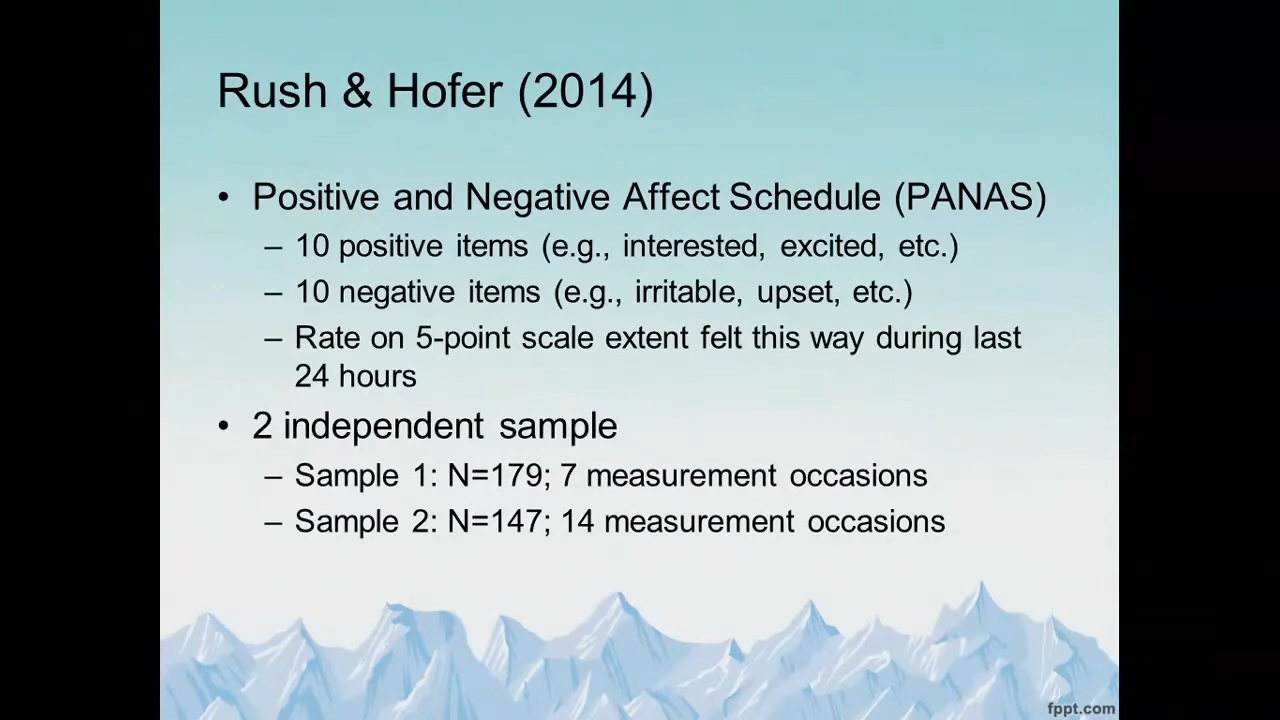 Rush & Hofer (2014)
• Positive and Negative Affect Schedule (PANAS)
– 10 positive items (e.g., interested, excited, etc.)
– 10 negative items (e.g., irritable, upset, etc.)
– Rate on 5-point scale extent felt this way during last
24 hours
• 2 independent sample
– Sample 1: N=179; 7 measurement occasions
– Sample 2: N=147; 14 measurement occasions
fppt.com